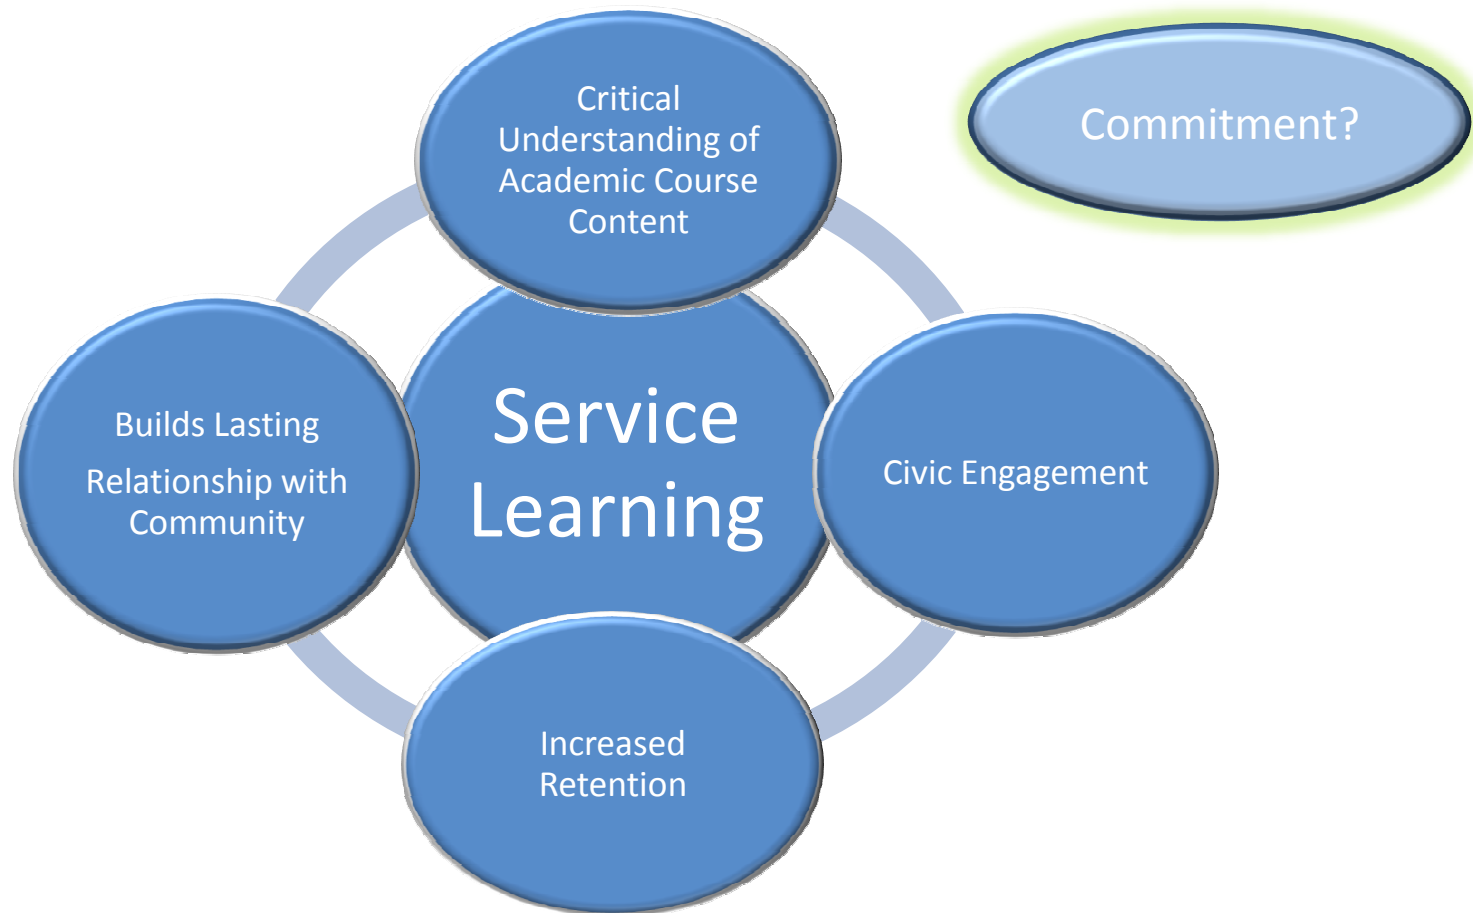 Critical
Understanding of
Academic Course
Content
Commitment?
Builds Lasting
Relationship with
Community
Service
Learning
Civic Engagement
Increased
Retention